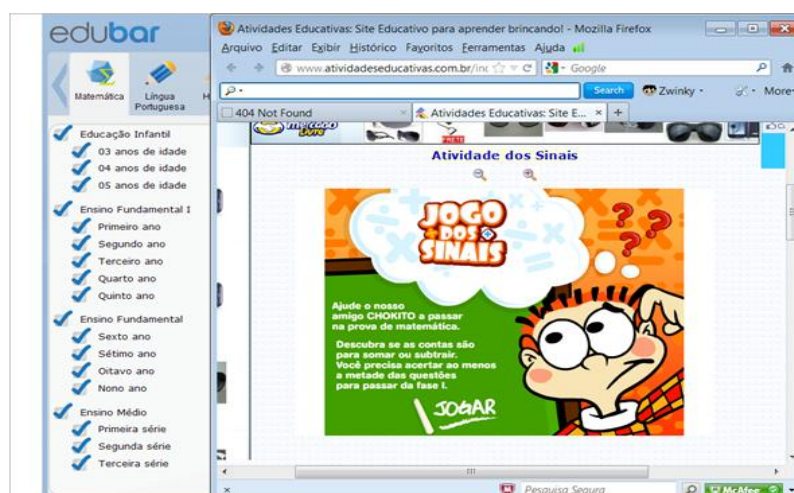 edubar
Matemática
Língua
Portuguesa
H
Educação Infantil
03 anos de idade
04 anos de idade
05 anos de idade
Ensino Fundamental I
Primeiro ano
Segundo ano
Terceiro ano
Quarto ano
Quinto ano
Ensino Fundamental
Sexto ano
Sétimo ano
Oitavo ano
Nono ano
Ensino Médio
Primeira série
Segunda série
Terceira série
Atividades Educativas: Site Educativo para aprender brincando! - Mozilla Firefox
Arquivo Editar Exibir Histórico Favoritos Ferramentas Ajuda
www.atividadeseducativas.com.br/inc
Google
Search Zwinky More
404 Not Found
Atividades Educativas: Site E...
mercado
livre
FRETE
Atividade dos Sinais
JOGO
DOS
SINAIS
???
Ajude o nosso
amigo CHOKITO a passar
na prova de matemática.
Descubra se as contas são
para somar ou subtrair.
Você precisa acertar ao menos
a metade das questões
para passar da fase I.
JOGAR
Pesquisa Segura
McAfee